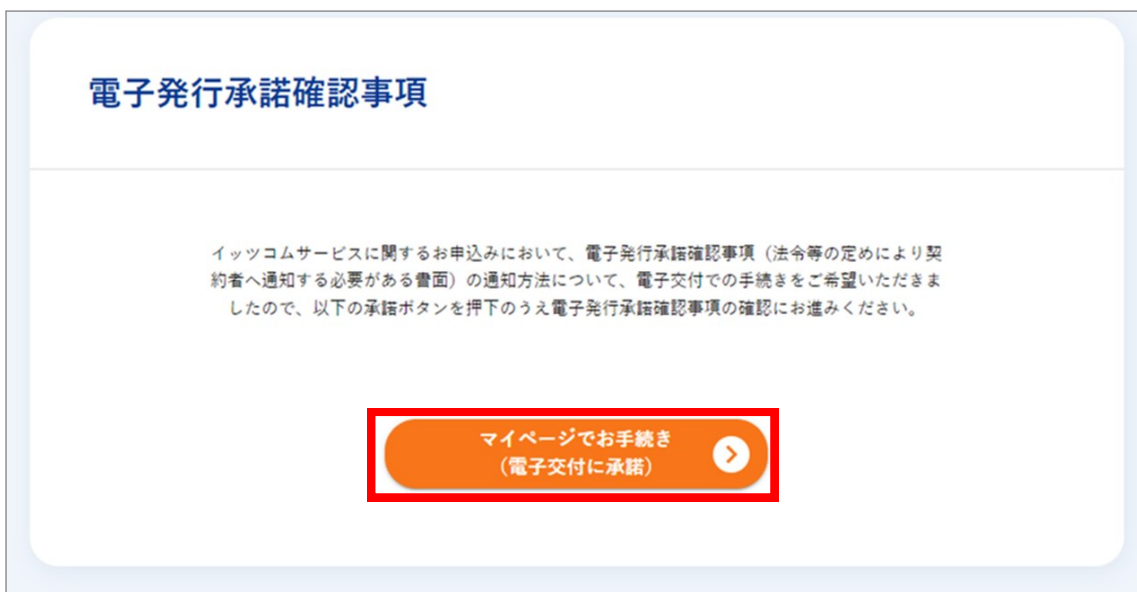 電子発行承諾確認事項
イッツコムサービスに関するお申込みにおいて、電子発行承諾確認事項（法令等の定めにより契
約者へ通知する必要がある書面）の通知方法について、電子交付での手続きをご希望いただきま
したので、以下の承諾ボタンを押下のうえ電子発行承諾確認事項の確認にお進みください。
マイページでお手続き
（電子交付に承諾）